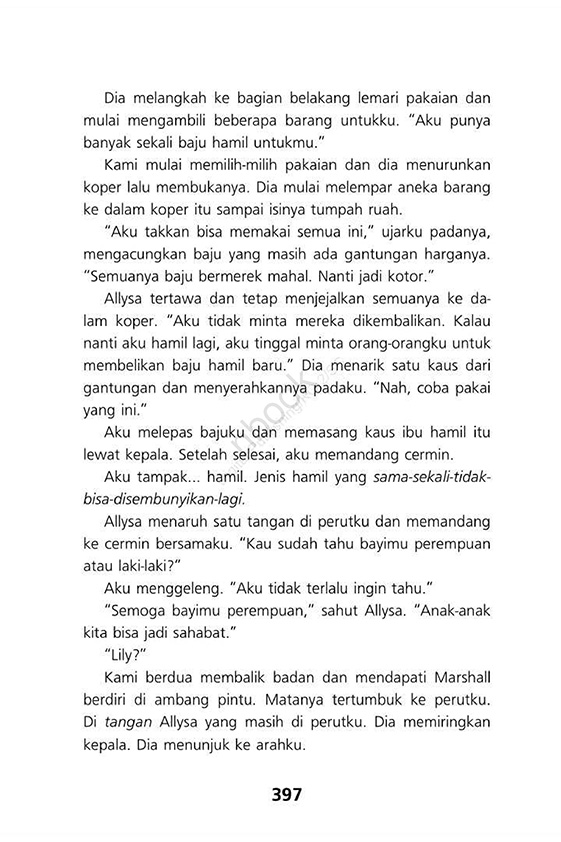 Dia melangkah ke bagian belakang lemari pakaian dan
mulai mengambili beberapa barang untukku. “Aku punya
banyak sekali baju hamil untukmu.”
Kami mulai memilih-milih pakaian dan dia menurunkan
koper lalu membukanya. Dia mulai melempar aneka barang
ke dalam koper itu sampai isinya tumpah ruah.
“Aku takkan bisa memakai semua ini,” ujarku padanya,
mengacungkan baju yang masih ada gantungan harganya.
“Semuanya baju bermerek mahal. Nanti jadi kotor.”
Allysa tertawa dan tetap menjejalkan semuanya ke da-
lam koper. “Aku tidak minta mereka dikembalikan. Kalau
nanti aku hamil lagi, aku tinggal minta orang-orangku untuk
membelikan baju hamil baru.” Dia menarik satu kaus dari
gantungan dan menyerahkannya padaku. “Nah, coba pakai
yang ini.”
Aku melepas bajuku dan memasang kaus ibu hamil itu
lewat kepala. Setelah selesai, aku memandang cermin.
Aku tampak... hamil. Jenis hamil yang sama-sekali-tidak-
bisa-disembunyikan-lagi.
Allysa menaruh satu tangan di perutku dan memandang
ke cermin bersamaku. “Kau sudah tahu bayimu perempuan
atau laki-laki?”
Aku menggeleng. “Aku tidak terlalu ingin tahu.”
“Semoga bayimu perempuan,” sahut Allysa. “Anak-anak
kita bisa jadi sahabat.”
“Lily?”
Kami berdua membalik badan dan mendapati Marshall
berdiri di ambang pintu. Matanya tertumbuk ke perutku.
Di tangan Allysa yang masih di perutku. Dia memiringkan
kepala. Dia menunjuk ke arahku.
397